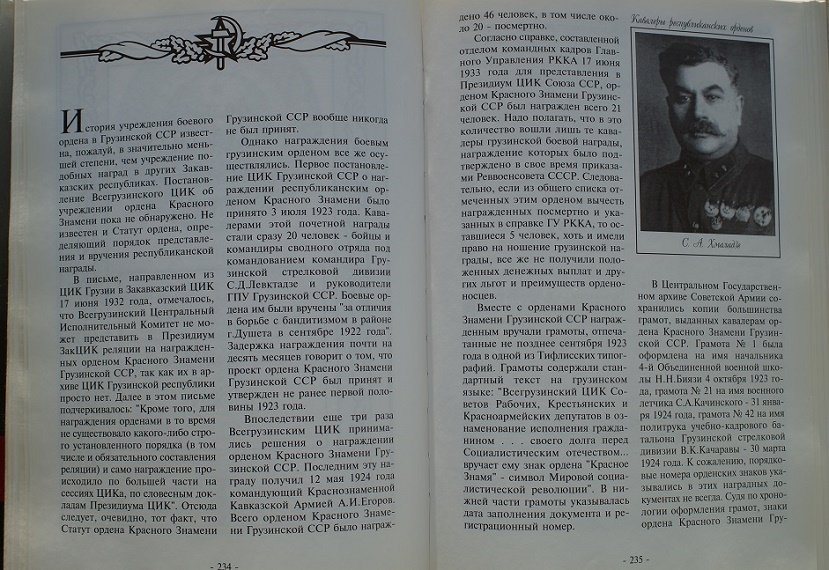 История учреждения боевого
ордена в Грузинской ССР извест-
на, пожалуй, в значительно мень-
шей степени, чем учреждение по-
добных наград в других Закав-
казских республиках. Постанов-
ление Всегрузинского ЦИК об
учреждении ордена Красного
Знамени пока не обнаружено. Не
известен и Статут ордена, опре-
деляющий порядок представле-
ния и вручения республиканской
награды.
В письме, направленном из
ЦИК Грузии в Закавказский ЦИК
17 июня 1932 года, отмечалось,
что Всегрузинский Центральный
Исполнительный Комитет не мо-
жет представить в Президиум
ЗакЦИК реляции на награжден-
ных орденом Красного Знамени
Грузинской ССР, так как их в ар-
хиве ЦИК Грузинской республики
просто нет. Далее в этом письме
подчеркивалось: "Кроме того, для
награждения орденами в то время
не существовало какого-либо стро-
го установленного порядка (в том
числе и обязательного составления
реляции) и само награждение про-
исходило по большей части на
сессиях ЦИКа, по словесным док-
ладам Президиума ЦИК". Отсюда
следует, очевидно, тот факт, что
Статут ордена Красного Знамени
Грузинской ССР вообще никогда
не был принят.
Однако награждения боевым
грузинским орденом все же осу-
ществлялись. Первое постановле-
ние ЦИК Грузинской ССР о наг-
раждении республиканским ор-
деном Красного Знамени было
принято 3 июля 1923 года. Кава-
лерами этой почетной награды
стали сразу 20 человек - бойцы и
командиры сводного отряда под
командованием командира Гру-
зинской стрелковой дивизии
С.Д.Левктадзе и руководители
ГПУ Грузинской ССР. Боевые ор-
дена им были вручены "за отличия
в борьбе с бандитизмом в районе
г.Душета в сентябре 1922 года".
Задержка награждения почти на
десять месяцев говорит о том, что
проект ордена Красного Знамени
Грузинской ССР был принят и
утвержден не ранее первой поло-
вины 1923 года.
Впоследствии еще три раза
Всегрузинским ЦИК принима-
лись решения о награждении
орденом Красного Знамени Гру-
зинской ССР. Последним эту на-
граду получил 12 мая 1924 года
командующий Краснознаменной
Кавказской Армией А.И.Егоров.
Всего орденом Красного Знаме-
ни Грузинской ССР было награж-
- 234 -
дено 46 человек, в том числе око-
ло 20 - посмертно.
Согласно справке, составленной
отделом командных кадров Глав-
ного Управления РККА 17 июня
1933 года для представления в
Президиум ЦИК Союза ССР, ор-
деном Красного Знамени Грузинс-
кой ССР был награжден всего 21
человек. Надо полагать, что в это
количество вошли лишь те кава-
леры грузинской боевой награды,
награждение которых было под-
тверждено в свое время приказа-
ми Реввоенсовета СССР. Следова-
тельно, если из общего списка от-
меченных этим орденом вычесть
награжденных посмертно и ука-
занных в справке ГУ РККА, то ос-
тавшиеся 5 человек, хоть и имели
право на ношение грузинской наг-
рады, все же не получили поло-
женных денежных выплат и дру-
гих льгот и преимуществ ордено-
носцев.
Вместе с орденами Красного
Знамени Грузинской ССР награж-
денным вручали грамоты, отпеча-
танные не позднее сентября 1923
года в одной из Тифлисских типог-
рафий. Грамоты содержали стан-
дартный текст на грузинском
языке: "Всегрузинский ЦИК Со-
ветов Рабочих, Крестьянских и
Красноармейских депутатов в оз-
наменование исполнения гражда-
нином . . . своего долга перед
Социалистическим отечеством...
вручает ему знак ордена "Красное
Знамя" - символ Мировой социа-
листической революции". В ниж-
ней части грамоты указывалась
дата заполнения документа и ре-
гистрационный номер.
Кавалеры республиканских орденов
С. А.
В Центральном Государствен-
ном архиве Советской Армии со-
хранились копии большинства
грамот, выданных кавалерам ор-
дена Красного Знамени Грузинс-
кой ССР. Грамота № 1 была
оформлена на имя начальника
4-й Объединенной военной шко-
лы Н.Н.Биязи 4 октября 1923 го-
да, грамота № 21 на имя военного
летчика С.А.Качинского - 31 янва-
ря 1924 года, грамота № 42 на имя
политрука учебно-кадрового ба-
тальона Грузинской стрелковой
дивизии В.К.Качаравы - 30 марта
1924 года. К сожалению, порядко-
вые номера орденских знаков ука-
зывались в этих наградных до-
кументах не всегда. Судя по хроно-
логии оформления грамот, знаки
ордена Красного Знамени Гру-
- 235 -